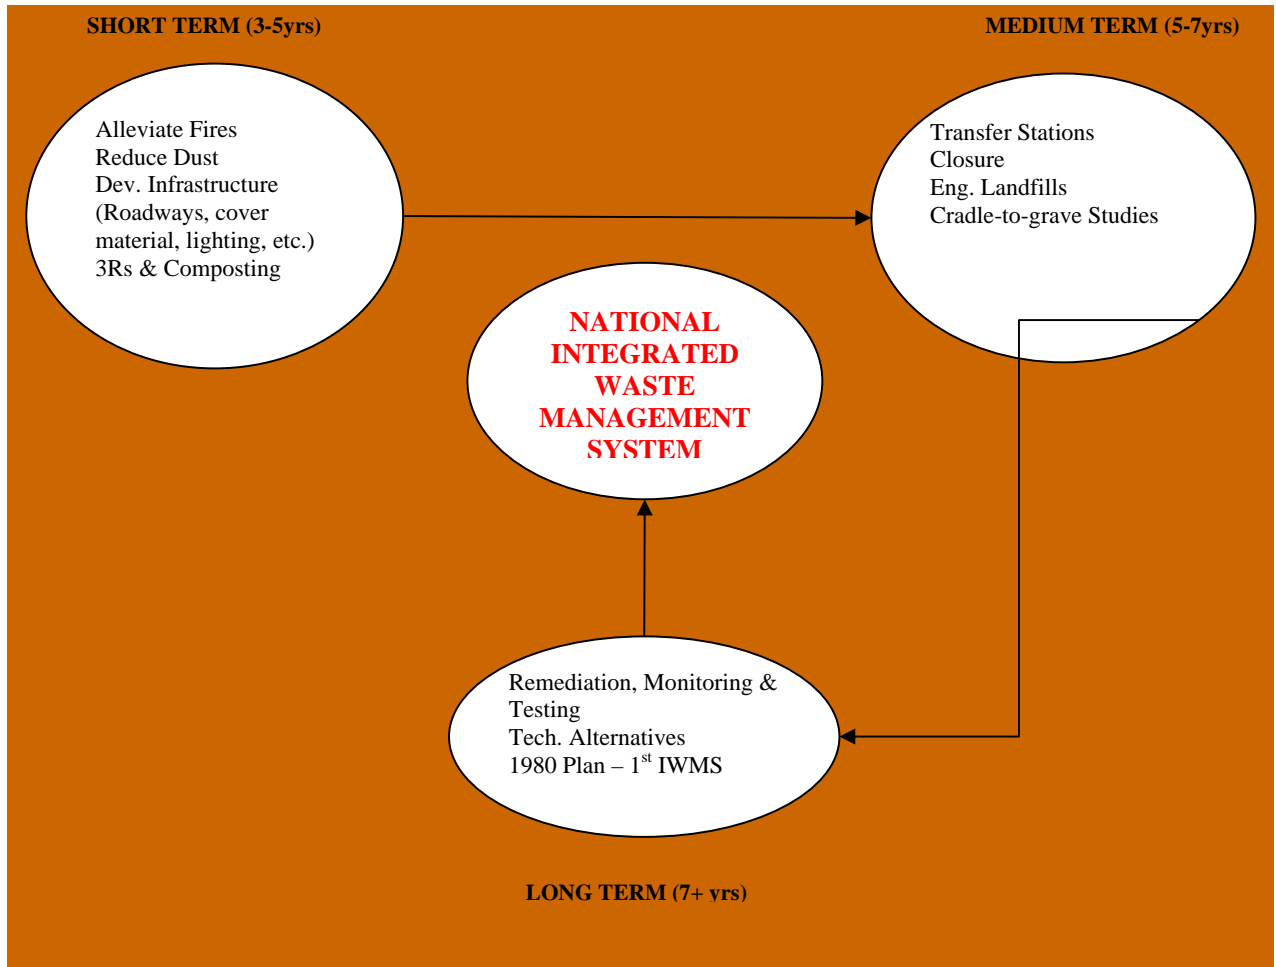 SHORT TERM (3-5yrs)
MEDIUM TERM (5-7yrs)
Alleviate Fires
Reduce Dust
Dev. Infrastructure
(Roadways, cover
material, lighting, etc.)
3Rs & Composting
Transfer Stations
Closure
Eng. Landfills
Cradle-to-grave Studies
NATIONAL
INTEGRATED
WASTE
MANAGEMENT
SYSTEM
Remediation, Monitoring &
Testing
Tech. Alternatives
1980 Plan – 1st IWMS
LONG TERM (7+ yrs)